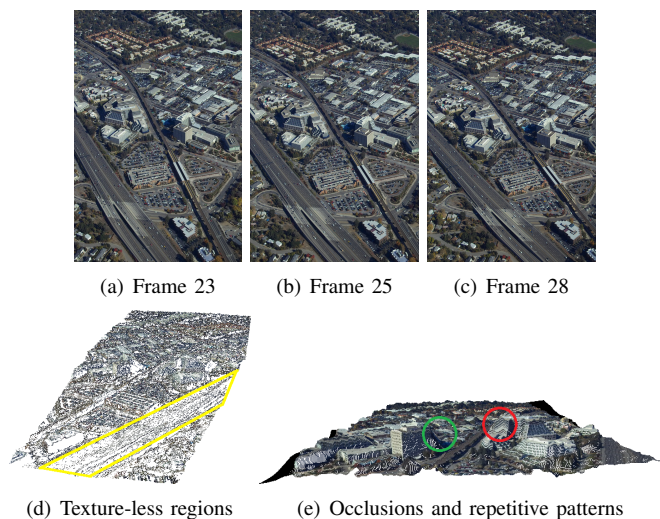 (a) Frame 23
(b) Frame 25
(c) Frame 28
(d) Texture-less regions
(e) Occlusions and repetitive patterns